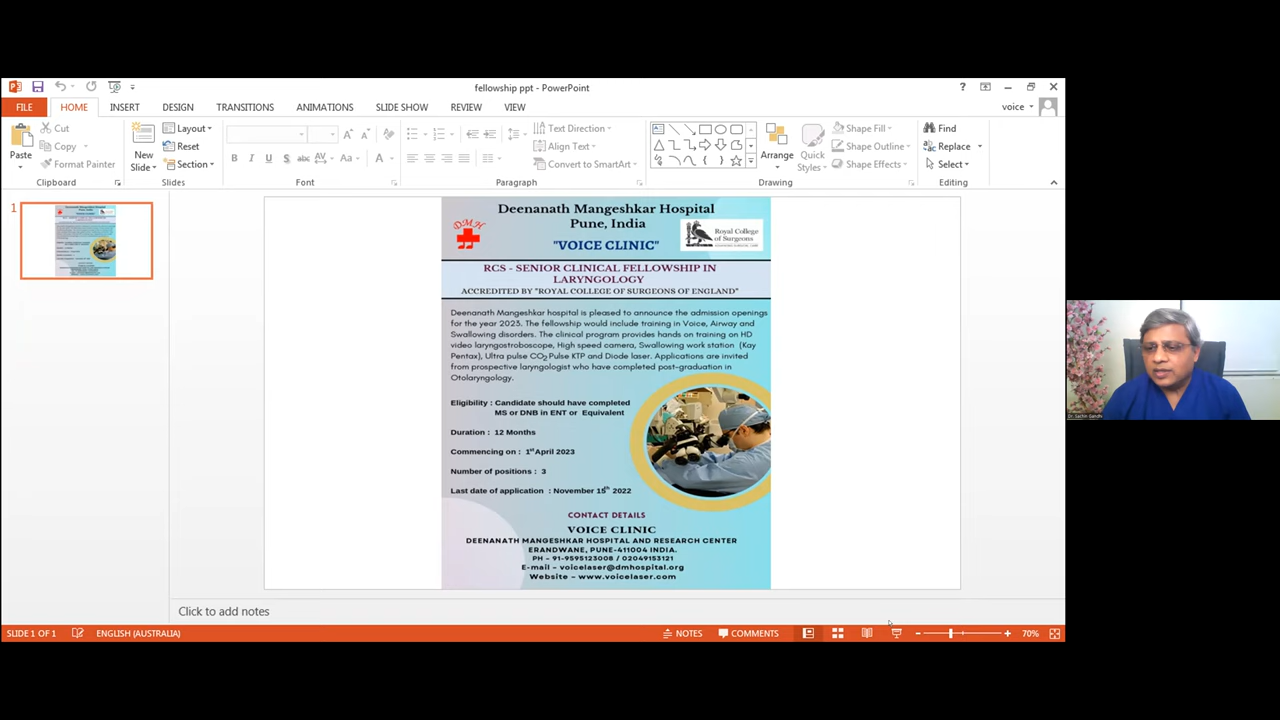 fellowship ppt - PowerPoint
?
FILE
HOME
INSERT
DESIGN
TRANSITIONS
ANIMATIONS
SLIDE SHOW
REVIEW
VIEW
voice
Paste
Cut
Copy
Format Painter
Clipboard
New
Slide
Layout
Reset
Section
Slides
B I U S abc AV Aa A
Font
Text Direction
Align Text
Convert to SmartArt
Paragraph
Arrange
Quick
Styles
Shape Fill
Shape Outline
Shape Effects
Drawing
Find
Replace
Select
Editing
1
DMH
Deenanath Mangeshkar Hospital
Pune, India
"VOICE CLINIC"
Royal College
of Surgeons
RCS - SENIOR CLINICAL FELLOWSHIP IN
LARYNGOLOGY
ACCREDITED BY "ROYAL COLLEGE OF SURGEONS OF ENGLAND"
Deenanath Mangeshkar hospital is pleased to announce the admission openings
for the year 2023. The fellowship would include training in Voice, Airway and
Swallowing disorders. The clinical program provides hands on training on HD
video laryngostroboscope, High speed camera, Swallowing work station (Kay
Pentax), Ultra pulse CO2 Pulse KTP and Diode laser. Applications are invited
from prospective laryngologist who have completed post-graduation in
Otolaryngology.
Eligibility : Candidate should have completed
MS or DNB in ENT or Equivalent
Duration : 12 Months
Commencing on : 1st April 2023
Number of positions : 3
Last date of application : November 15th 2022
CONTACT DETAILS
VOICE CLINIC
DEENANATH MANGESHKAR HOSPITAL AND RESEARCH CENTER
ERANDWANE, PUNE-411004 INDIA.
PH - 91-9595123008 / 02049153121
E-mail - voicelaser@dmhospital.org
Website - www.voicelaser.com
Dr. Sachin Gandhi
Click to add notes
SLIDE 1 OF 1
ENGLISH (AUSTRALIA)
NOTES
COMMENTS
70%